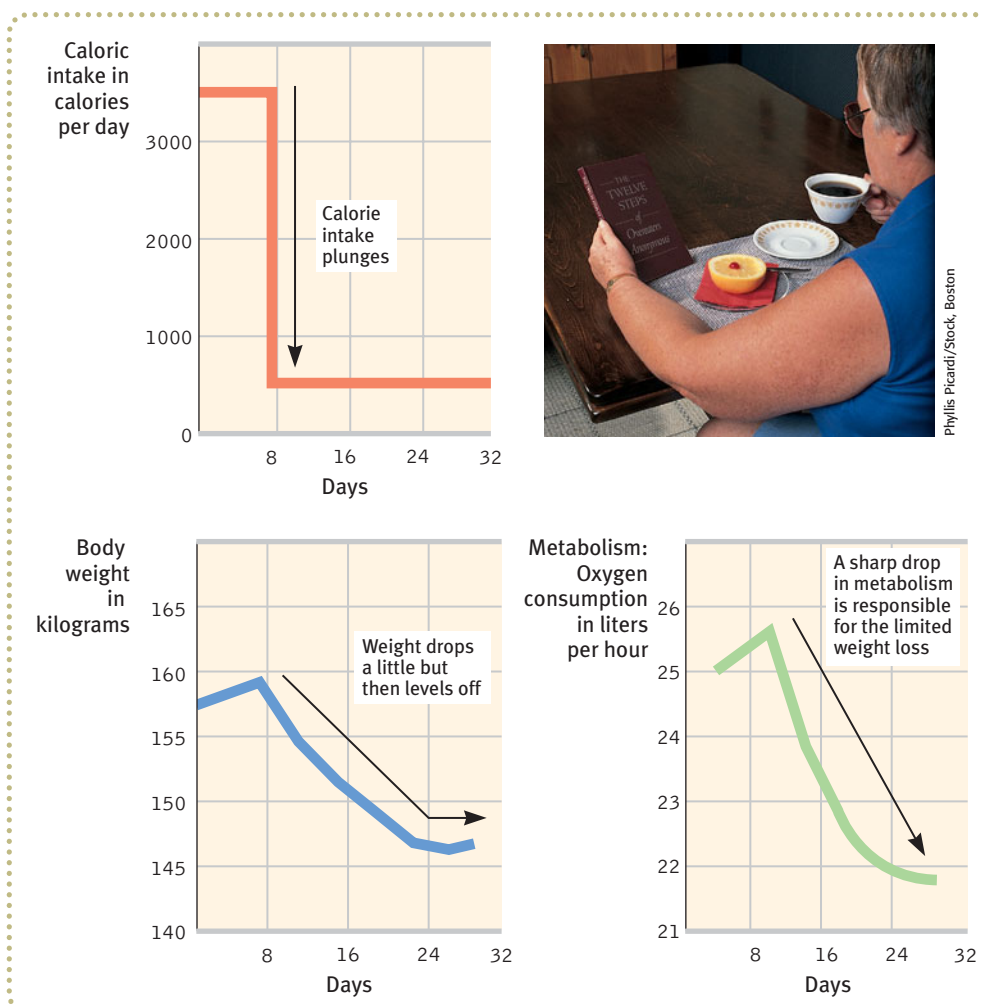 Caloric
intake in
calories
per day
3000
2000
1000
0
Calorie
intake
plunges
8 16 24 32
Days
THE
TWELVE
STEPS
of
Overeaters
Anonymous
Phyllis Picardi/Stock, Boston
Body
weight
in
kilograms
165
160
155
150
145
140
Weight drops
a little but
then levels off
8 16 24 32
Days
Metabolism:
Oxygen
consumption
in liters
per hour
26
25
24
23
22
21
A sharp drop
in metabolism
is responsible
for the limited
weight loss
8 16 24 32
Days